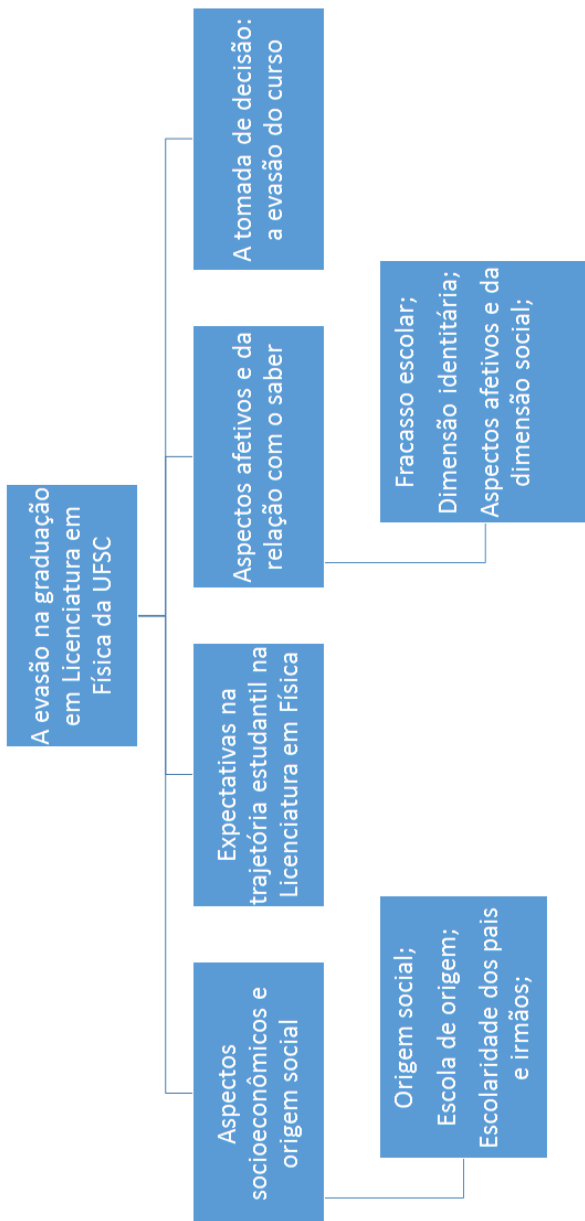 A evasão na graduação
em Licenciatura em
Física da UFSC
Aspectos
socioeconômicos e
origem social
Expectativas na
trajetória estudantil na
Licenciatura em Física
Aspectos afetivos e da
relação com o saber
A tomada de decisão:
a evasão do curso
Origem social;
Escola de origem;
Escolaridade dos pais
e irmãos;
Fracasso escolar;
Dimensão identitária;
Aspectos afetivos e da
dimensão social;